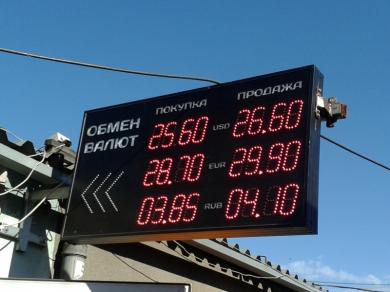 ОБМЕН
ВАЛЮТ
ПОКУПКА ПРОДАЖА
25.60 USD 26.60
28.70 EUR 29.90
03.85 RUB 04.10